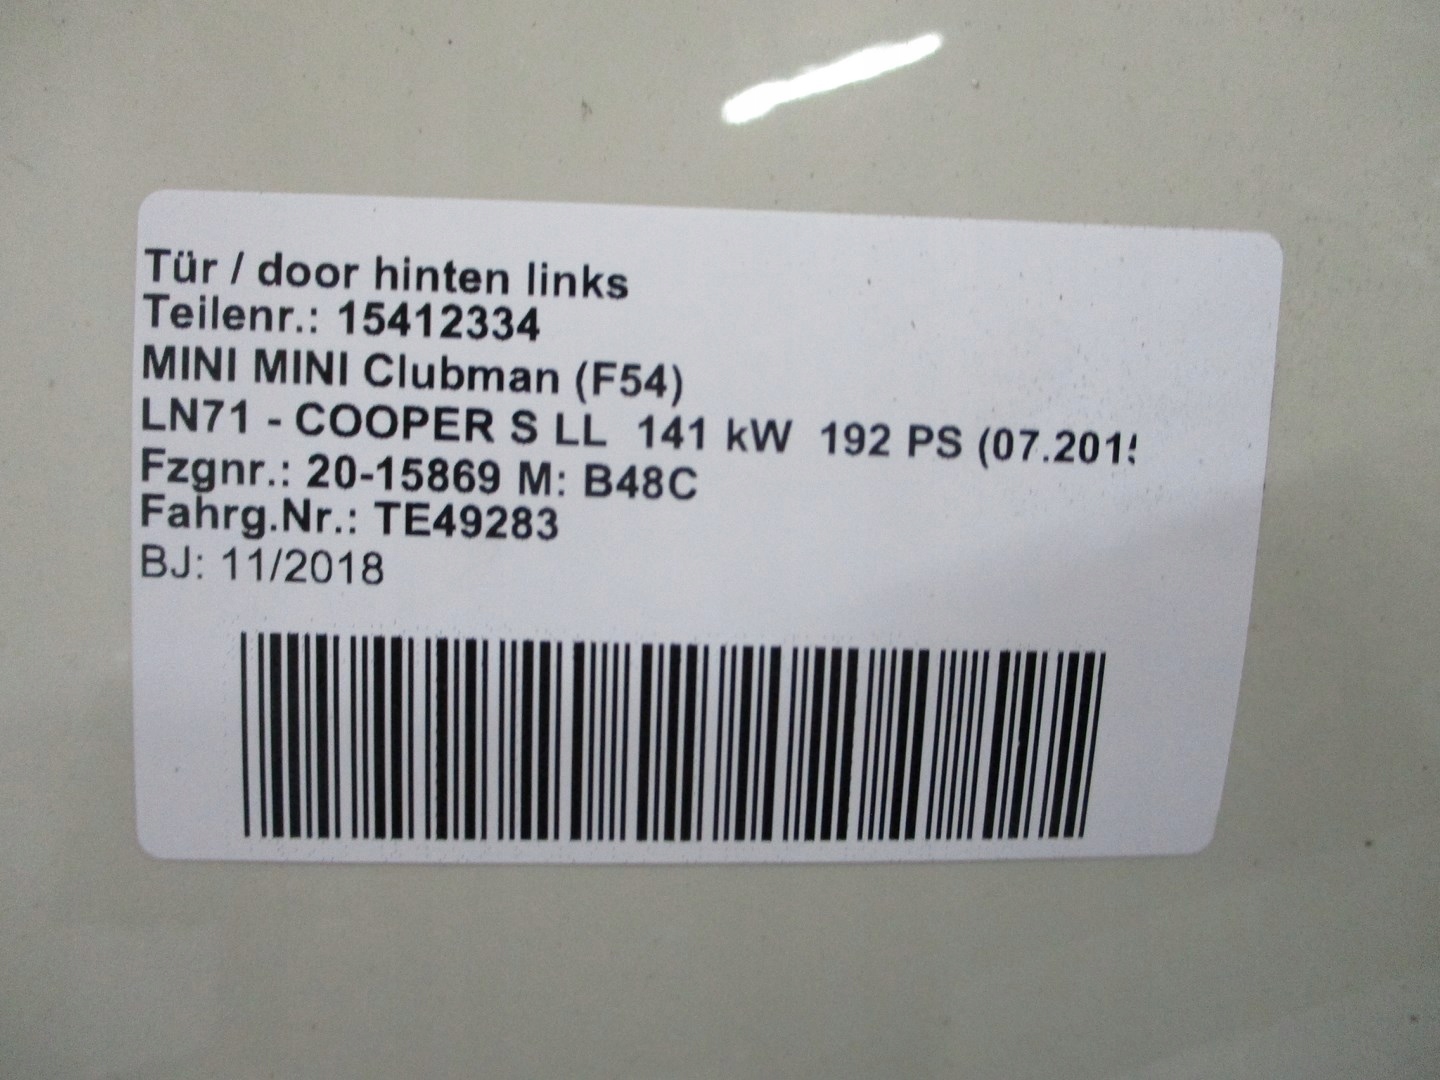 Tür / door hinten links
Teilenr.: 15412334
MINI MINI Clubman (F54)
LN71 - COOPER S LL 141 kW 192 PS (07.2015
Fzgnr.: 20-15869 M: B48C
Fahrg.Nr.: TE49283
BJ: 11/2018